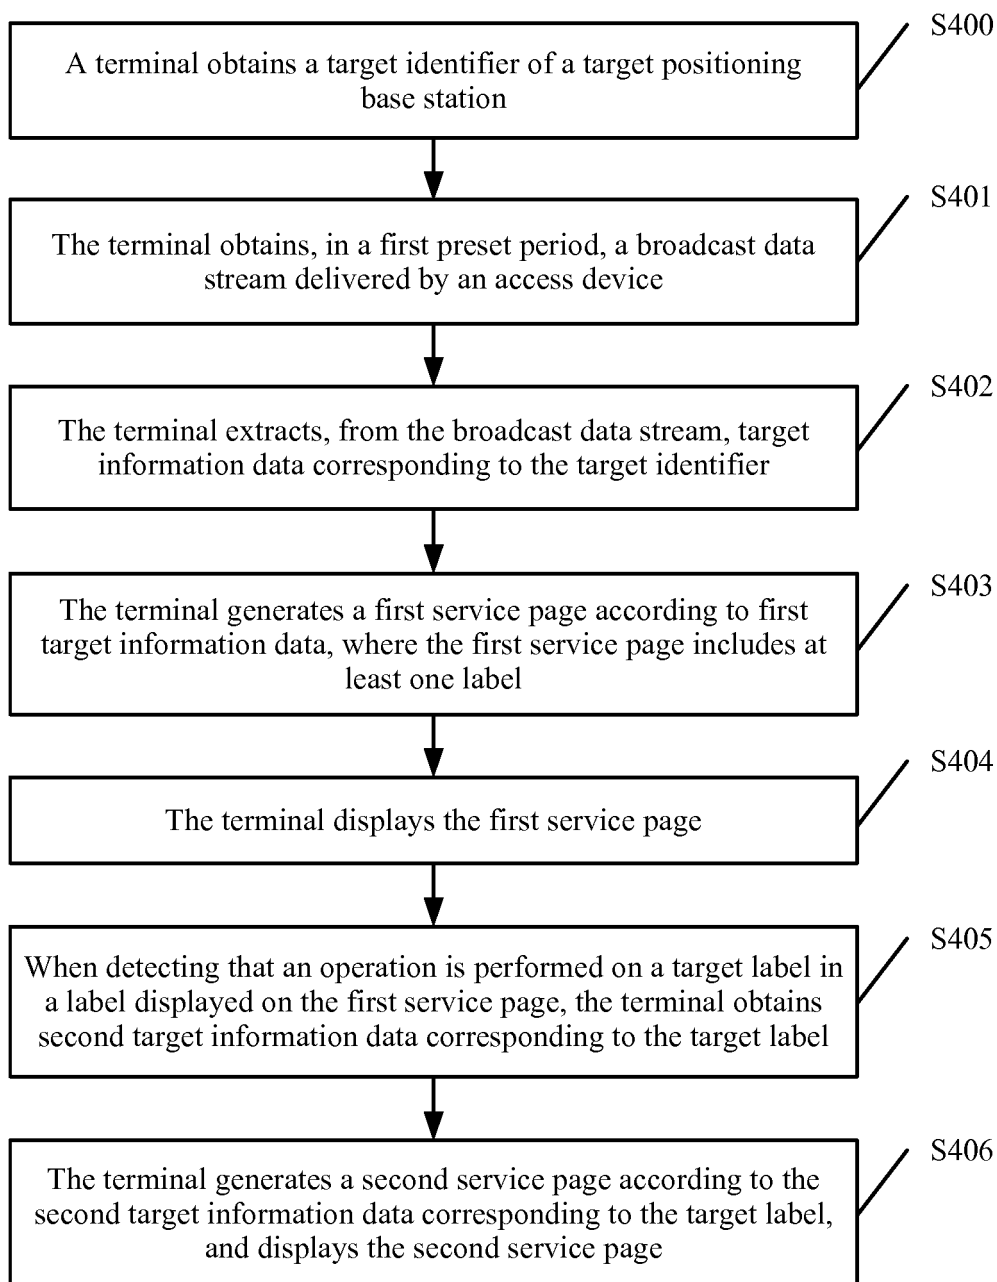 S400
A terminal obtains a target identifier of a target positioning
base station
S401
The terminal obtains, in a first preset period, a broadcast data
stream delivered by an access device
S402
The terminal extracts, from the broadcast data stream, target
information data corresponding to the target identifier
S403
The terminal generates a first service page according to first
target information data, where the first service page includes at
least one label
S404
The terminal displays the first service page
S405
When detecting that an operation is performed on a target label in
a label displayed on the first service page, the terminal obtains
second target information data corresponding to the target label
S406
The terminal generates a second service page according to the
second target information data corresponding to the target label,
and displays the second service page